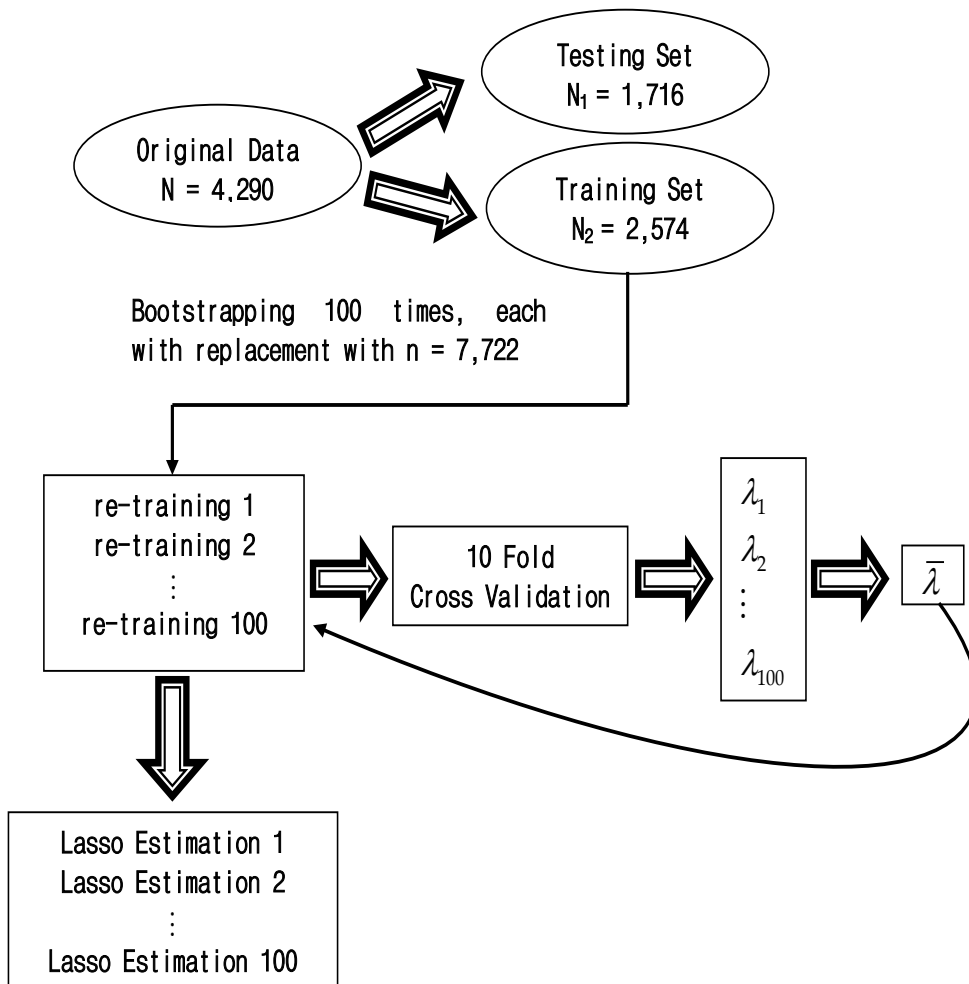 Testing Set
N₁ = 1,716
Original Data
N = 4,290
Training Set
N₂ = 2,574
Bootstrapping 100 times, each
with replacement with n = 7,722
re-training 1
re-training 2
⋮
re-training 100
10 Fold
Cross Validation
λ₁
λ₂
⋮
λ₁₀₀
λ̅
Lasso Estimation 1
Lasso Estimation 2
⋮
Lasso Estimation 100